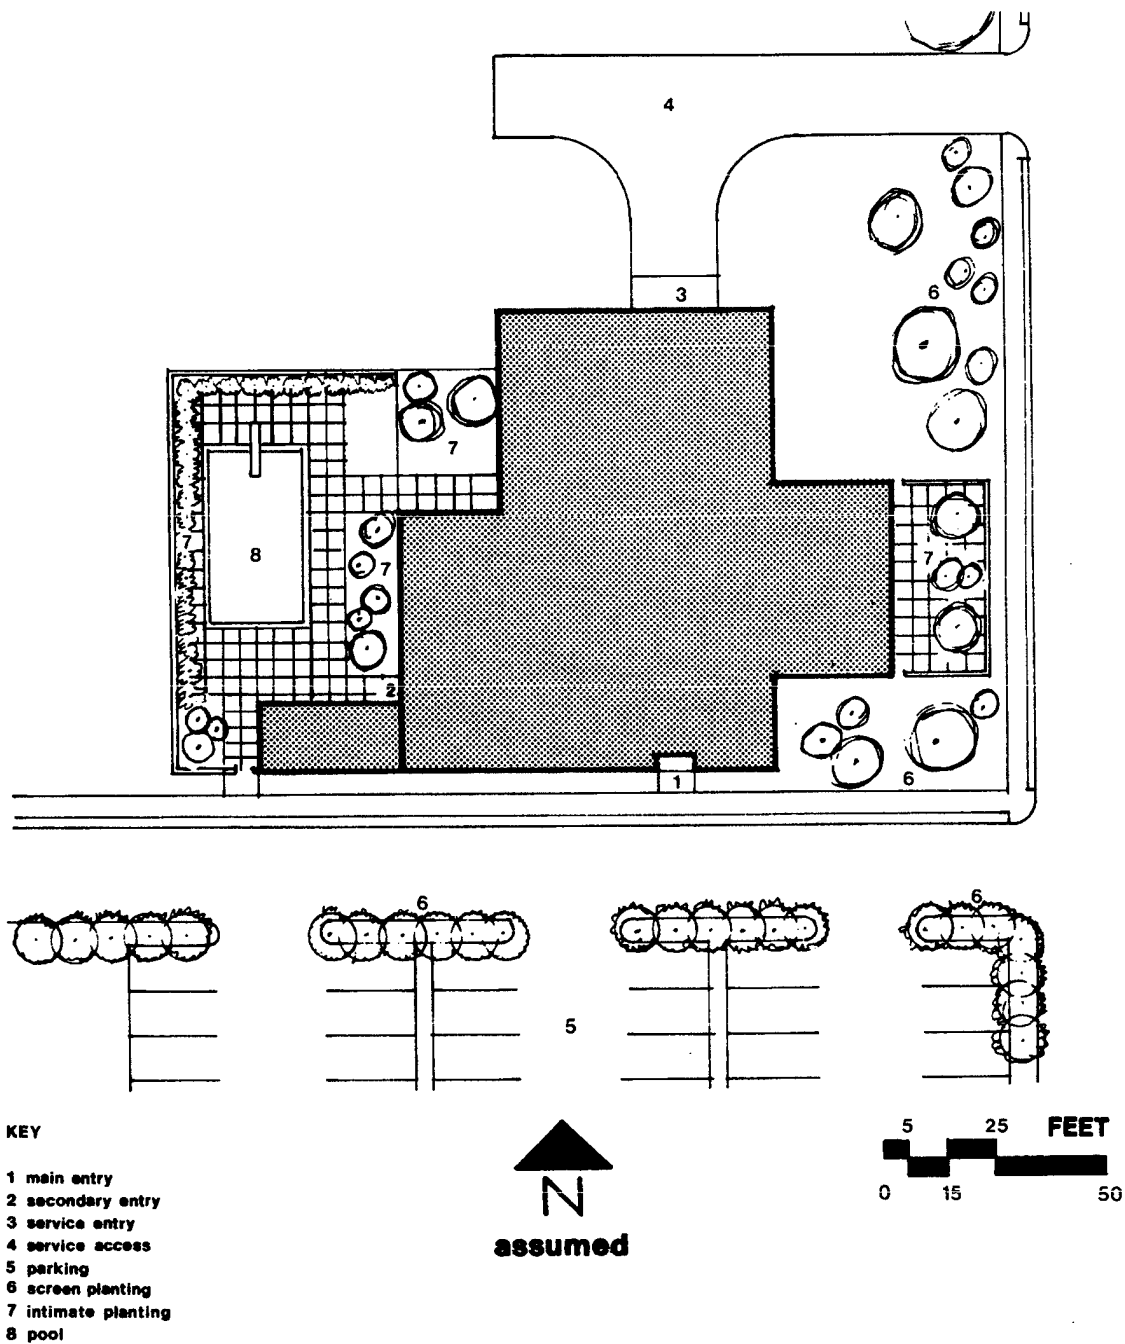 4
3
6
7
7
8
7
7
2
1
6
6
6
5
KEY
1 main entry
2 secondary entry
3 service entry
4 service access
5 parking
6 screen planting
7 intimate planting
8 pool
N
assumed
5 25 FEET
0 15 50